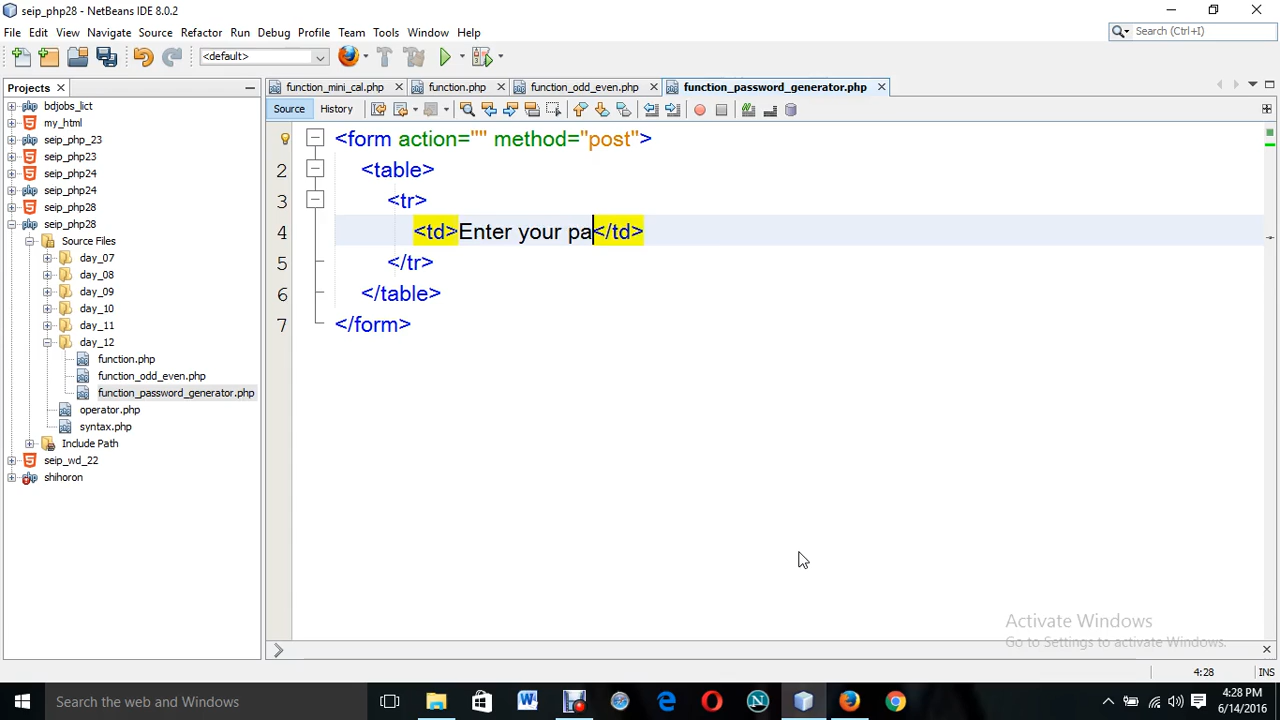 seip_php28 - NetBeans IDE 8.0.2
File Edit View Navigate Source Refactor Run Debug Profile Team Tools Window Help
Search (Ctrl+I)
<default>
Projects
function_mini_cal.php function.php function_odd_even.php function_password_generator.php
Source History
bdjobs_lict
my_html
seip_php_23
seip_php23
seip_php24
seip_php24
seip_php28
seip_php28
Source Files
day_07
day_08
day_09
day_10
day_11
day_12
function.php
function_odd_even.php
function_password_generator.php
operator.php
syntax.php
Include Path
seip_wd_22
shihoron
<form action="" method="post">
2 <table>
3 <tr>
4 <td>Enter your pa</td>
5 </tr>
6 </table>
7 </form>
Activate Windows
Go to Settings to activate Windows.
4:28 INS
Search the web and Windows
4:28 PM
6/14/2016